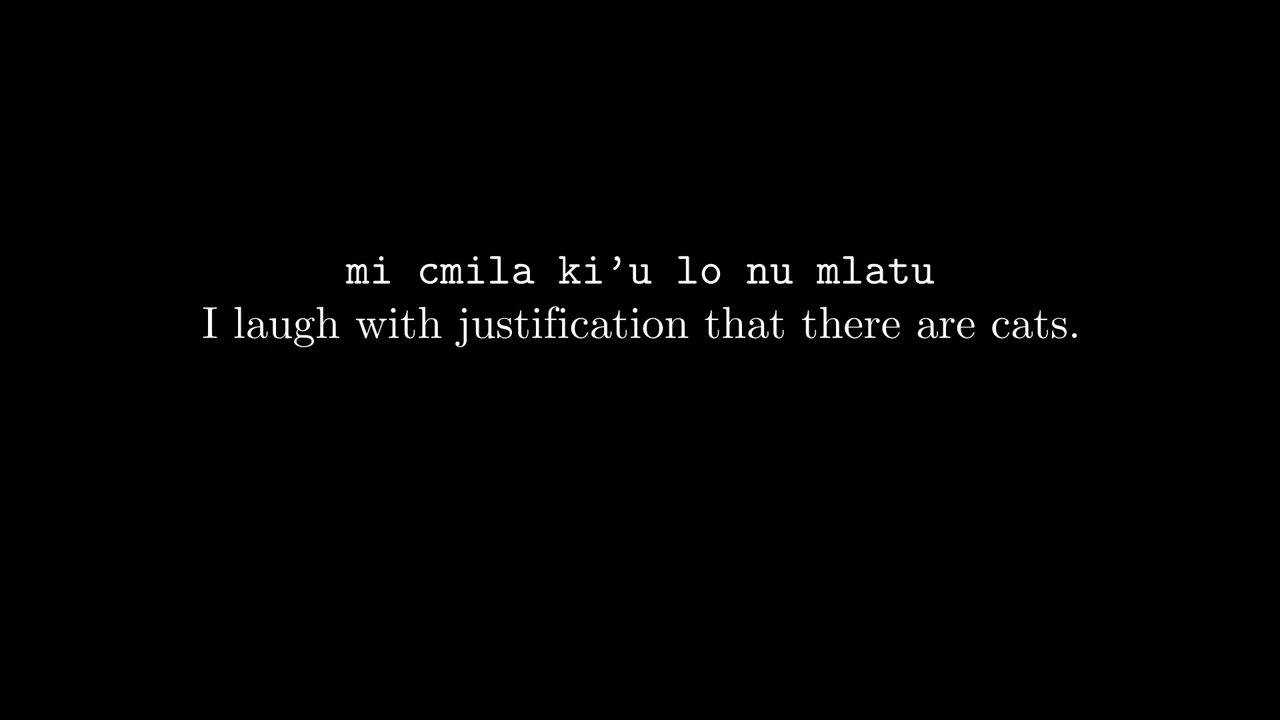 mi cmila ki’u lo nu mlatu
I laugh with justification that there are cats.